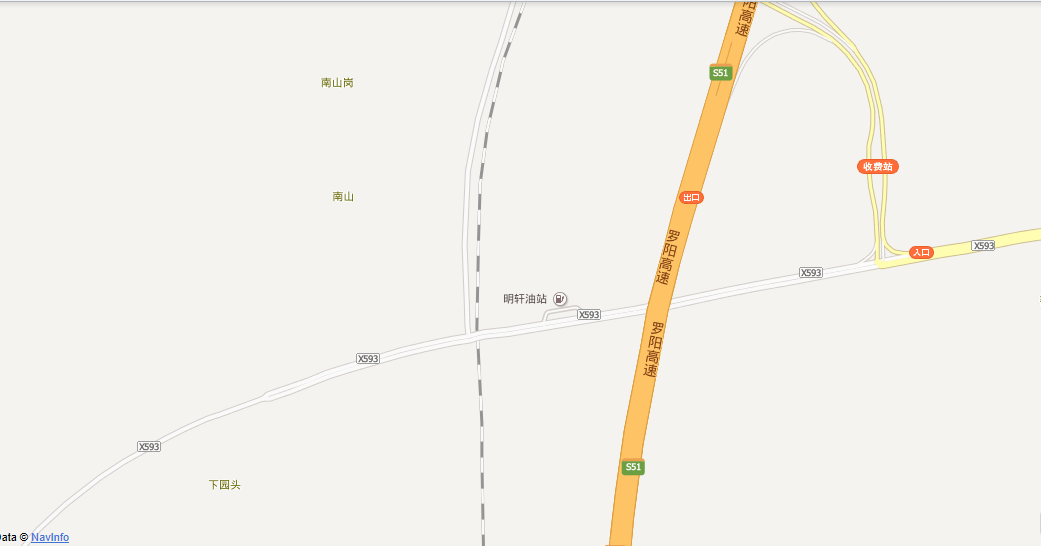 罗阳高速
S51
南山岗
收费站
南山
出口
罗阳高速
X593
入口
X593
明轩油站
X593
罗阳高速
X593
X593
S51
下园头
Data © NavInfo